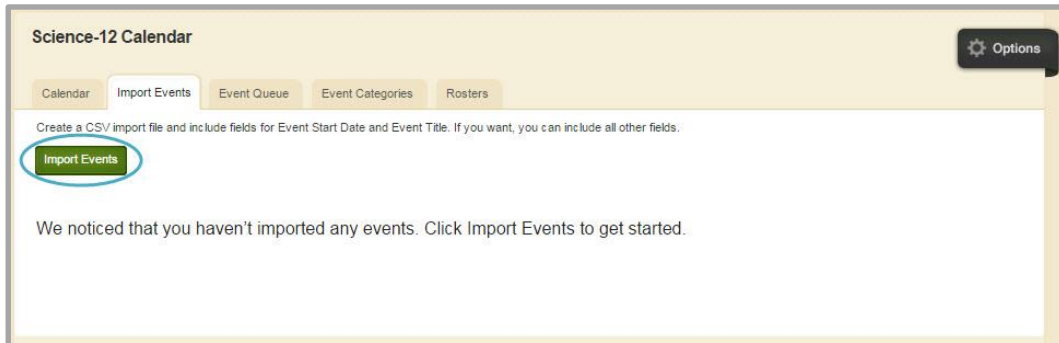 Science-12 Calendar
Options
Calendar Import Events Event Queue Event Categories Rosters
Create a CSV import file and include fields for Event Start Date and Event Title. If you want, you can include all other fields.
Import Events
We noticed that you haven't imported any events. Click Import Events to get started.